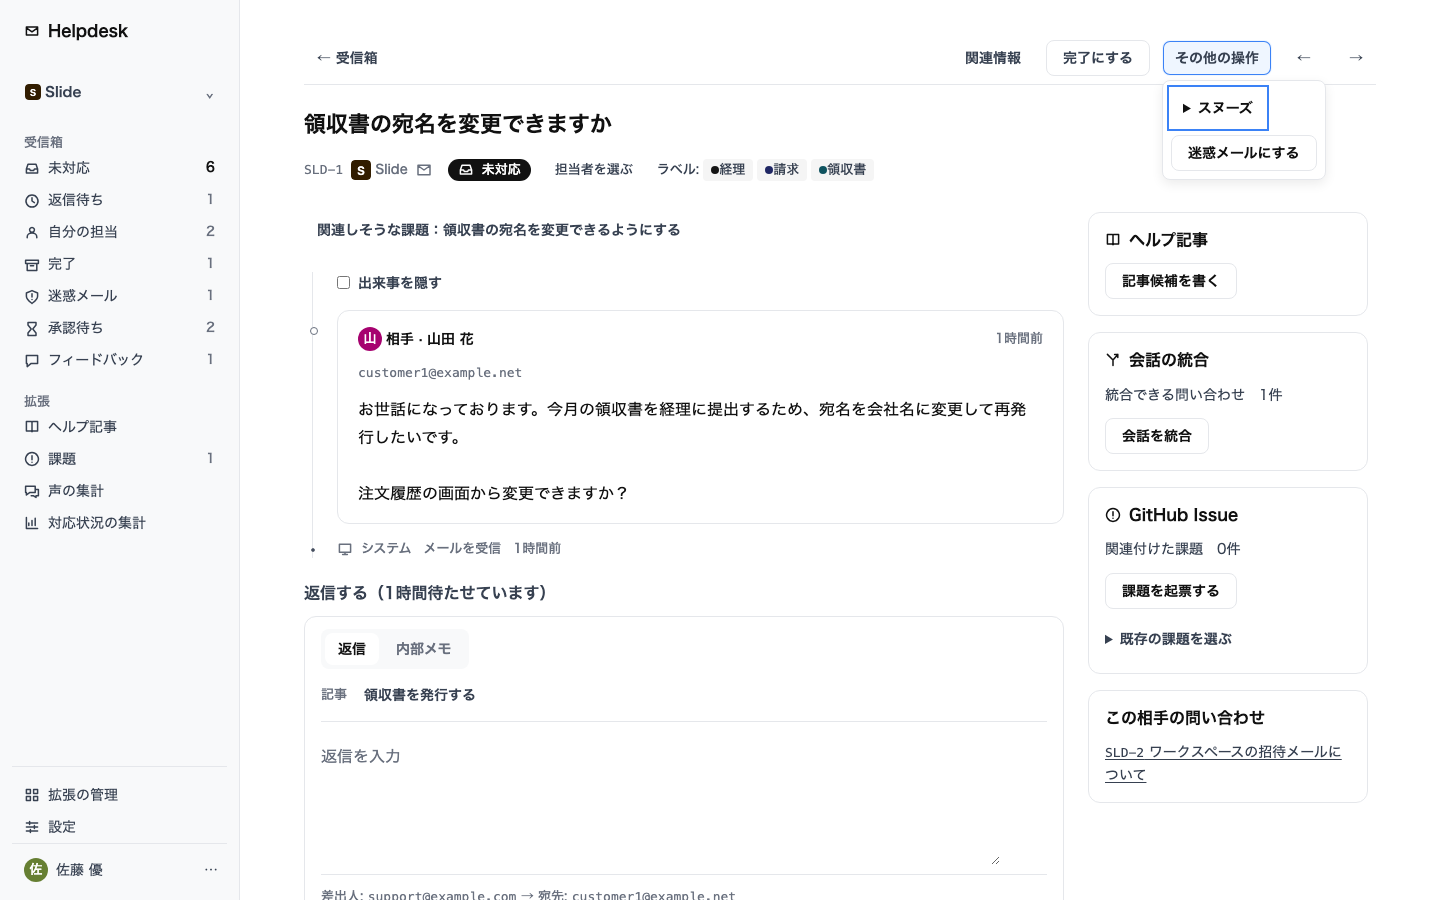 Helpdesk
S Slide
受信箱
未対応 6
返信待ち 1
自分の担当 2
完了 1
迷惑メール 1
承認待ち 2
フィードバック 1
拡張
ヘルプ記事
課題 1
声の集計
対応状況の集計
拡張の管理
設定
佐 佐藤 優 …
← 受信箱
関連情報 完了にする その他の操作 ← →
▶ スヌーズ
迷惑メールにする
領収書の宛名を変更できますか
SLD-1 S Slide 未対応 担当者を選ぶ ラベル: ●経理 ●請求 ●領収書
関連しそうな課題：領収書の宛名を変更できるようにする
出来事を隠す
山 相手 · 山田 花 1時間前
customer1@example.net
お世話になっております。今月の領収書を経理に提出するため、宛名を会社名に変更して再発
行したいです。
注文履歴の画面から変更できますか？
システム メールを受信 1時間前
返信する（1時間待たせています）
返信 内部メモ
記事 領収書を発行する
返信を入力
差出人: support@example.com → 宛先: customer1@example.net
ヘルプ記事
記事候補を書く
会話の統合
統合できる問い合わせ 1件
会話を統合
GitHub Issue
関連付けた課題 0件
課題を起票する
▶ 既存の課題を選ぶ
この相手の問い合わせ
SLD-2 ワークスペースの招待メールに
ついて